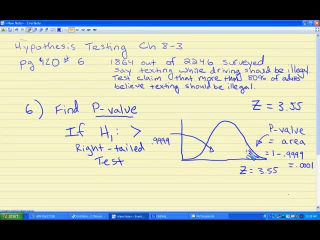 Hypothesis Testing Ch 8-3
pg 420 # 6 1864 out of 2246 surveyed
say texting while driving should be illegal.
Test claim that more than 80% of adults
believe texting should be illegal.
6) Find P-value
Z = 3.55
If H₁: >
Right-tailed
Test
.9999
P-value
= area
= 1 - .9999
= .0001
Z = 3.55